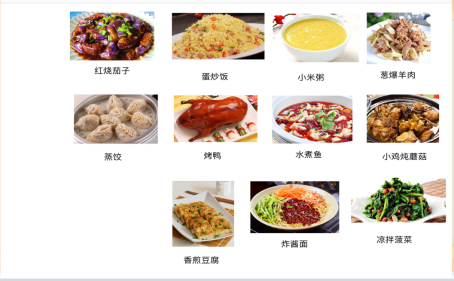 红烧茄子
蛋炒饭
小米粥
葱爆羊肉
蒸饺
烤鸭
水煮鱼
小鸡炖蘑菇
香煎豆腐
炸酱面
凉拌菠菜